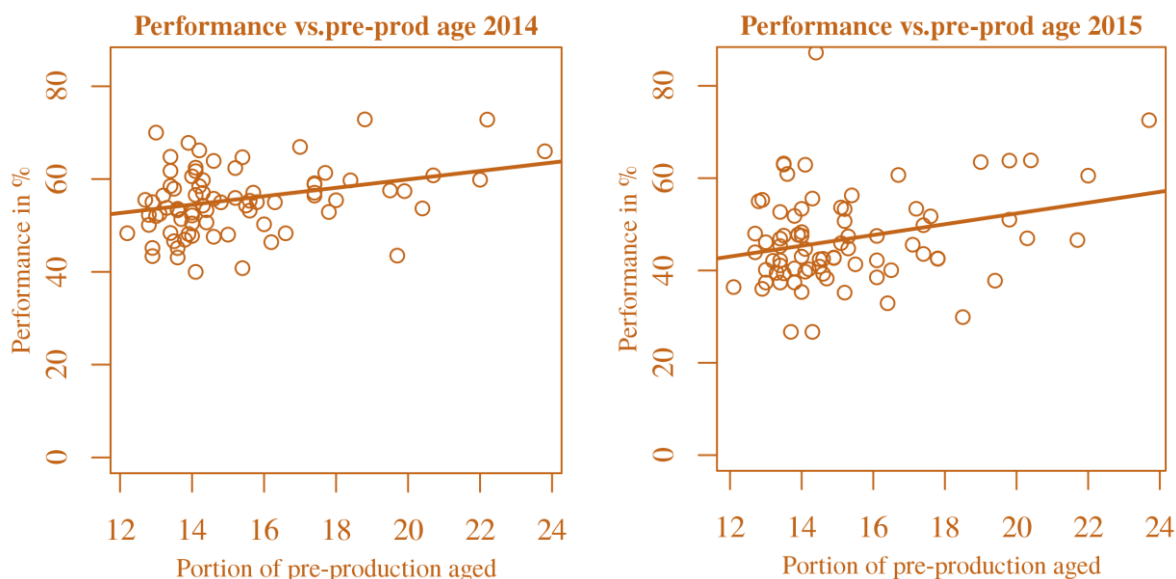 Performance vs.pre-prod age 2014
Performance in %
0
20
40
60
80
12 14 16 18 20 22 24
Portion of pre-production aged
Performance vs.pre-prod age 2015
Performance in %
0
20
40
60
80
12 14 16 18 20 22 24
Portion of pre-production aged